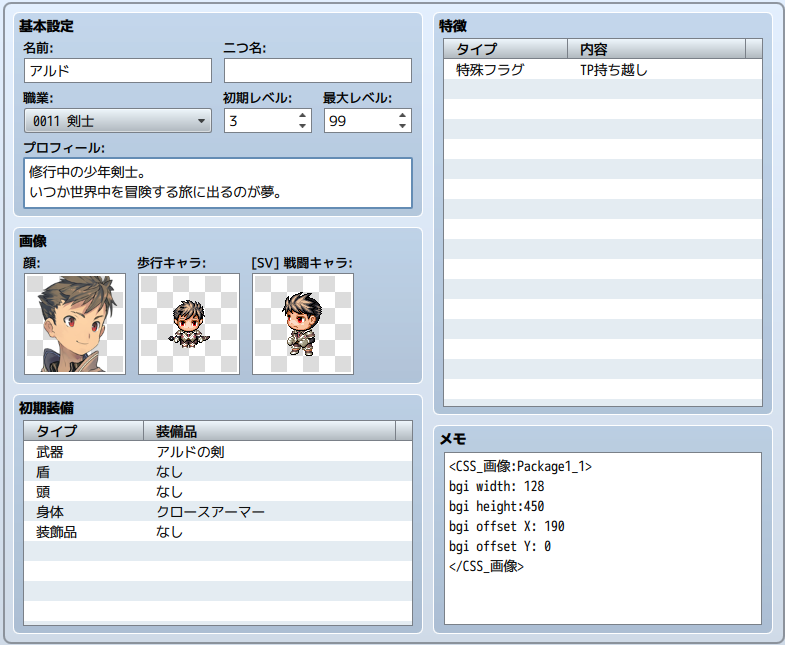 基本設定
名前:
二つ名:
アルド
職業:
初期レベル:
最大レベル:
0011 剣士
3
99
プロフィール:
修行中の少年剣士。
いつか世界中を冒険する旅に出るのが夢。
画像
顔:
歩行キャラ:
[SV] 戦闘キャラ:
初期装備
タイプ 装備品
武器 アルドの剣
盾 なし
頭 なし
身体 クロースアーマー
装飾品 なし
特徴
タイプ 内容
特殊フラグ TP持ち越し
メモ
<CSS_画像:Package1_1>
bgi width: 128
bgi height:450
bgi offset X: 190
bgi offset Y: 0
</CSS_画像>